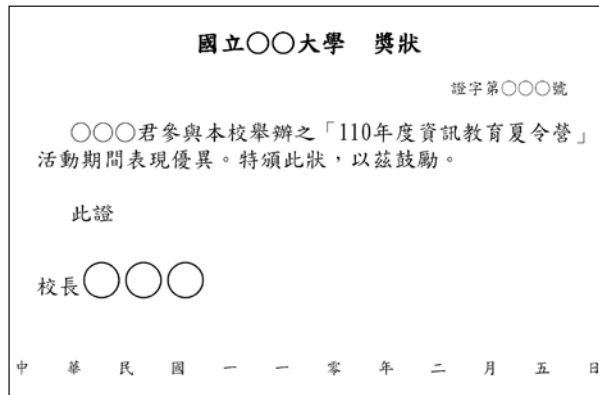 國立○○大學　獎狀
證字第○○○號
○○○君參與本校舉辦之「110年度資訊教育夏令營」
活動期間表現優異。特頒此狀，以茲鼓勵。
此證
校長○○○
中華民國一一零年二月五日